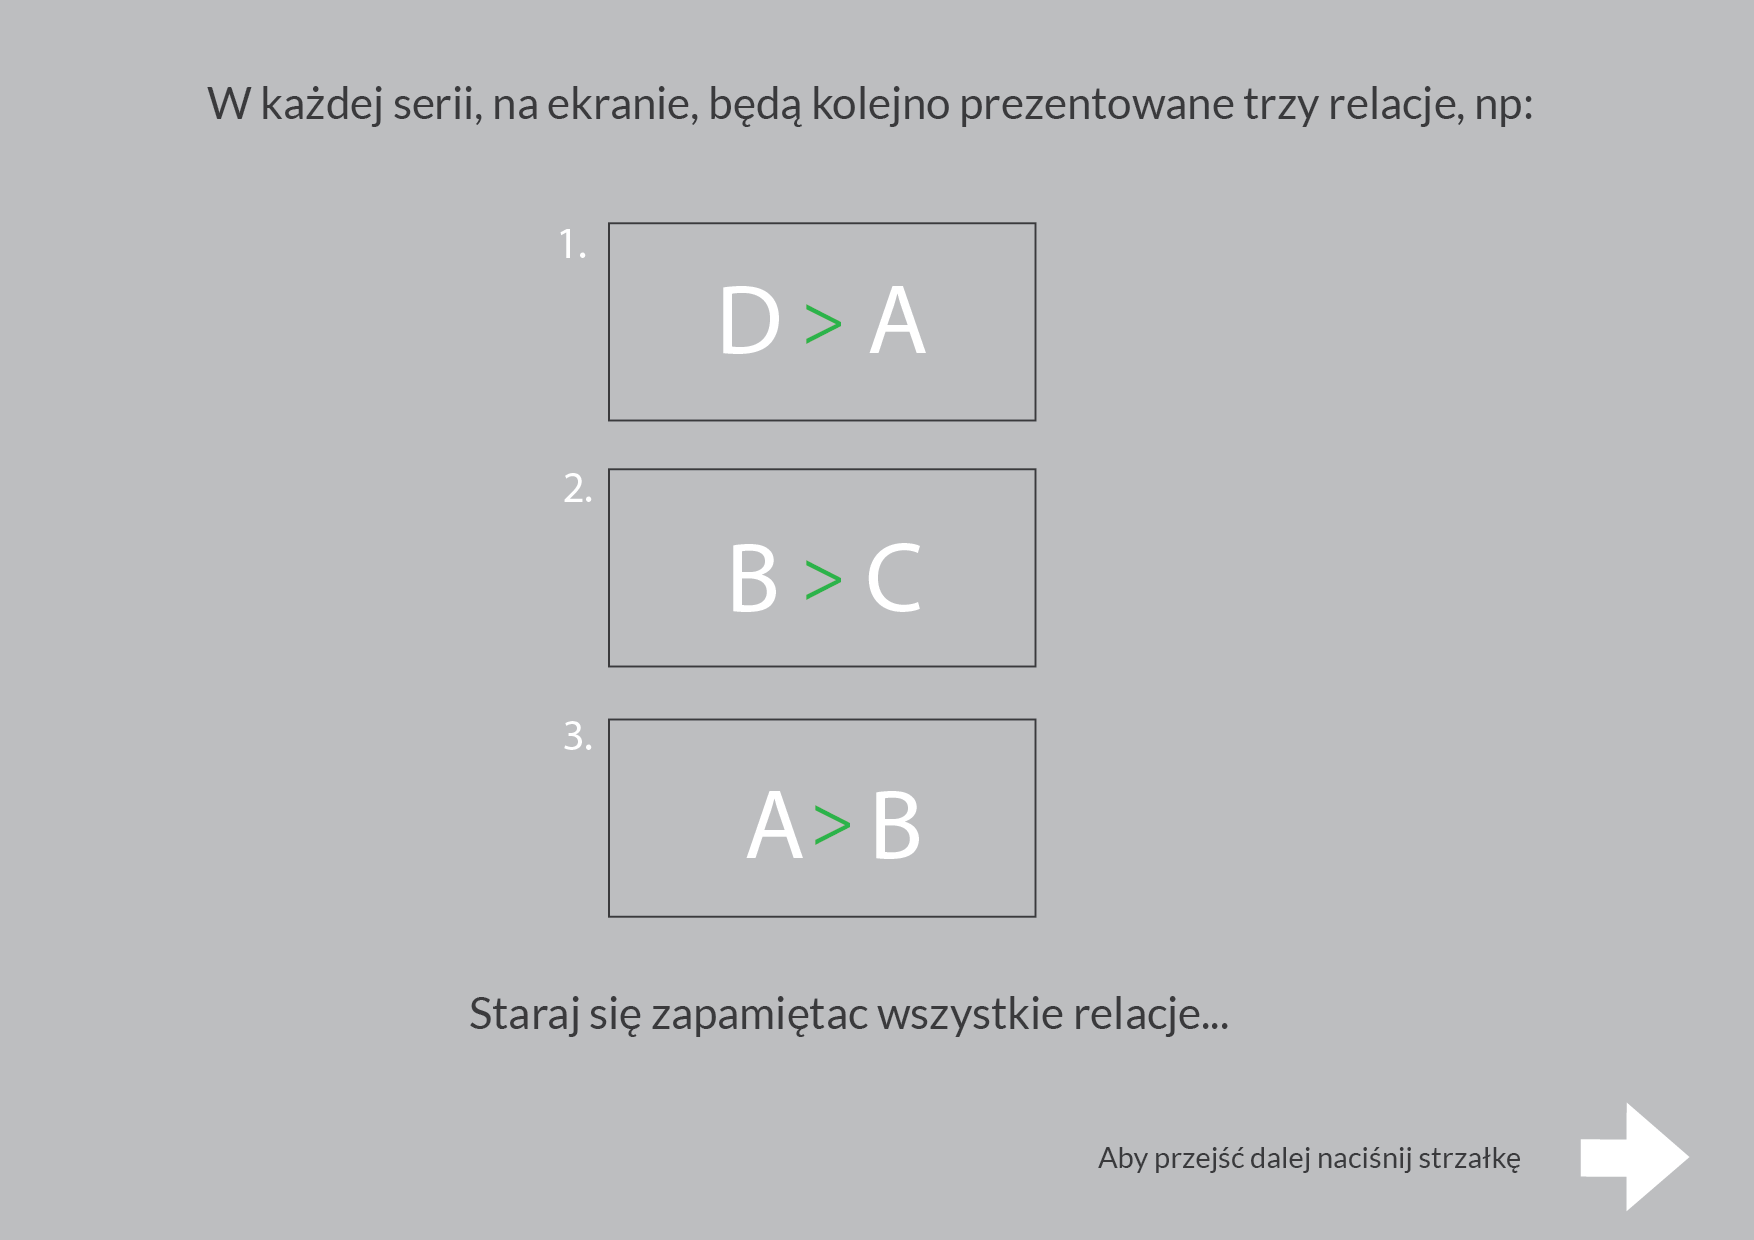 W każdej serii, na ekranie, będą kolejno prezentowane trzy relacje, np:
1.
D > A
2.
B > C
3.
A > B
Staraj się zapamiętac wszystkie relacje...
Aby przejść dalej naciśnij strzałkę